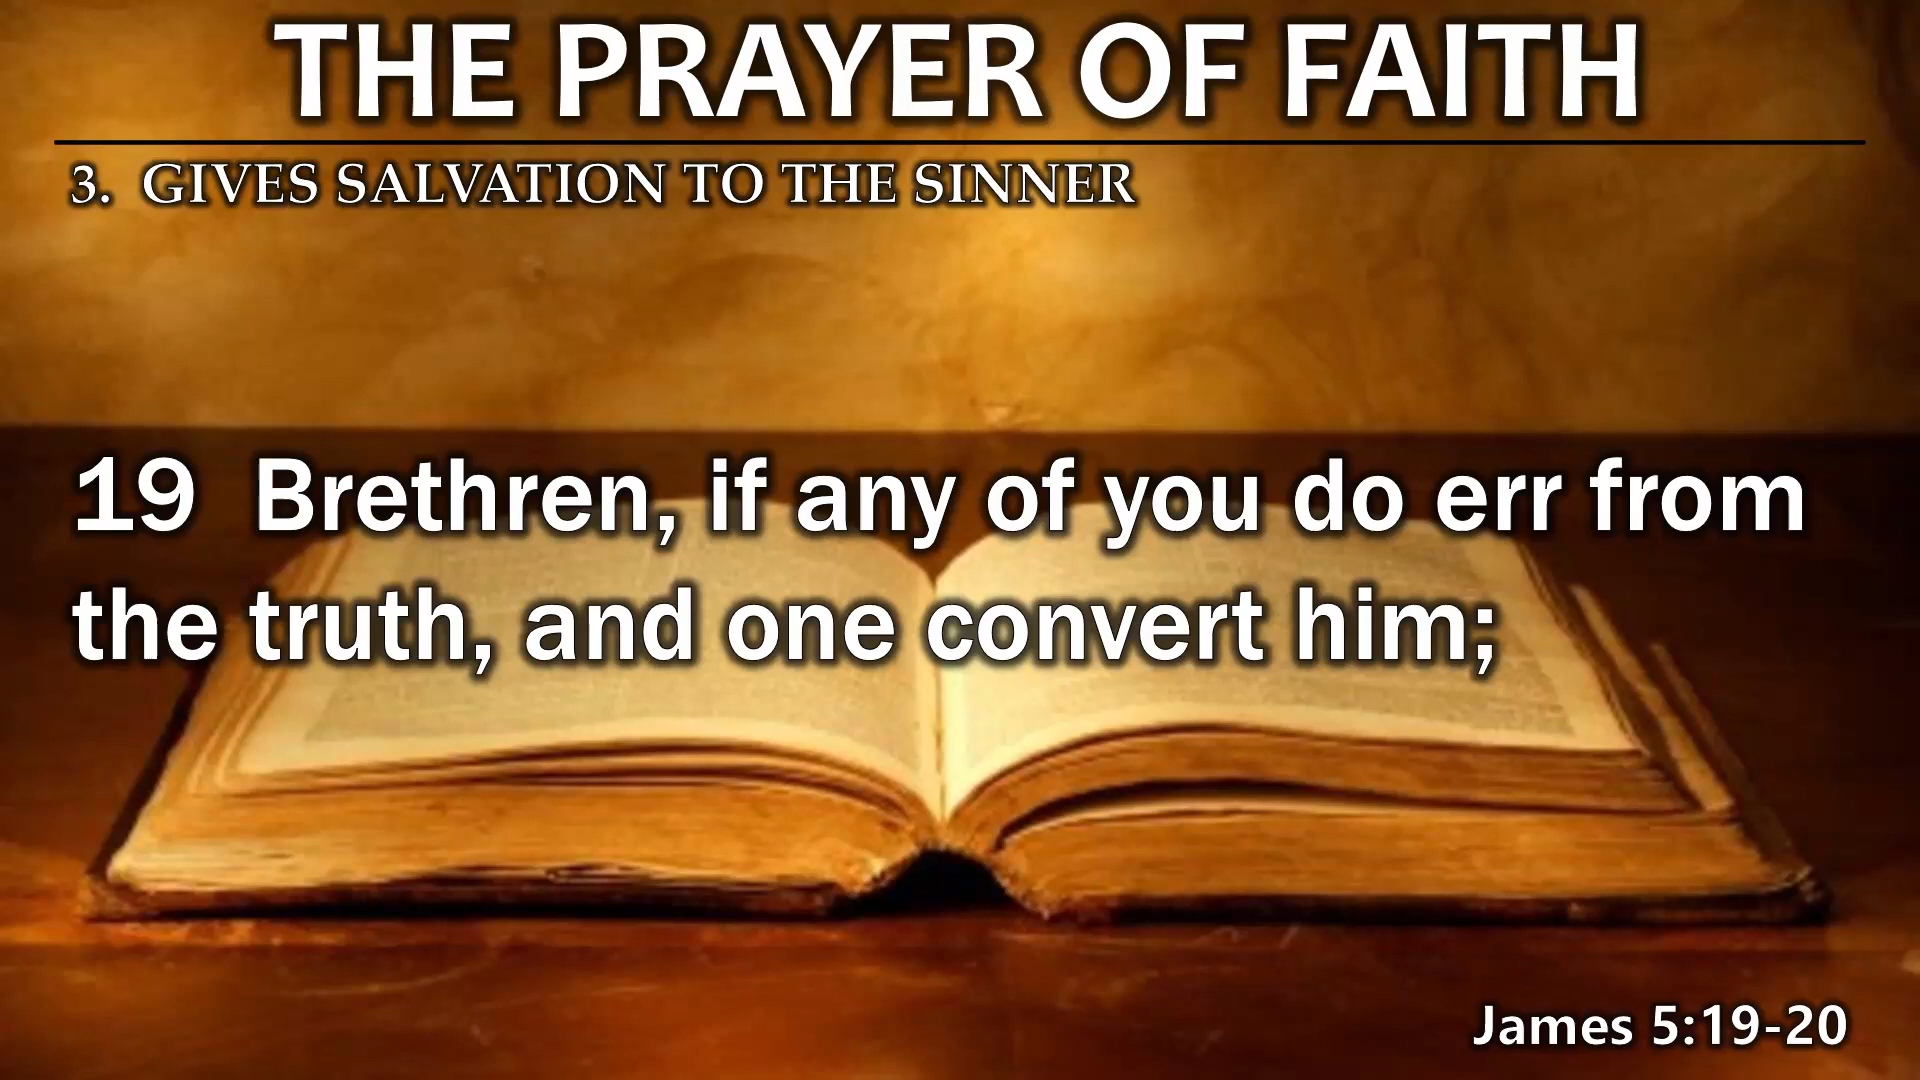 THE PRAYER OF FAITH
3. GIVES SALVATION TO THE SINNER
19 Brethren, if any of you do err from
the truth, and one convert him;
James 5:19-20